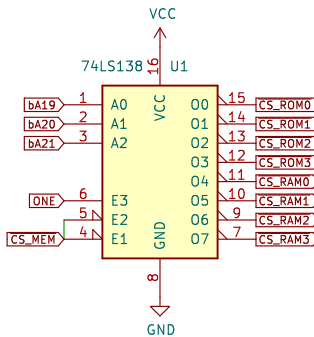 VCC
74LS138 U1
16
bA19 1 A0 VCC O0 15 CS_ROM0
bA20 2 A1 O1 14 CS_ROM1
bA21 3 A2 O2 13 CS_ROM2
O3 12 CS_ROM3
O4 11 CS_RAM0
ONE 6 E3 O5 10 CS_RAM1
5 E2 O6 9 CS_RAM2
CS_MEM 4 E1 GND O7 7 CS_RAM3
8
GND